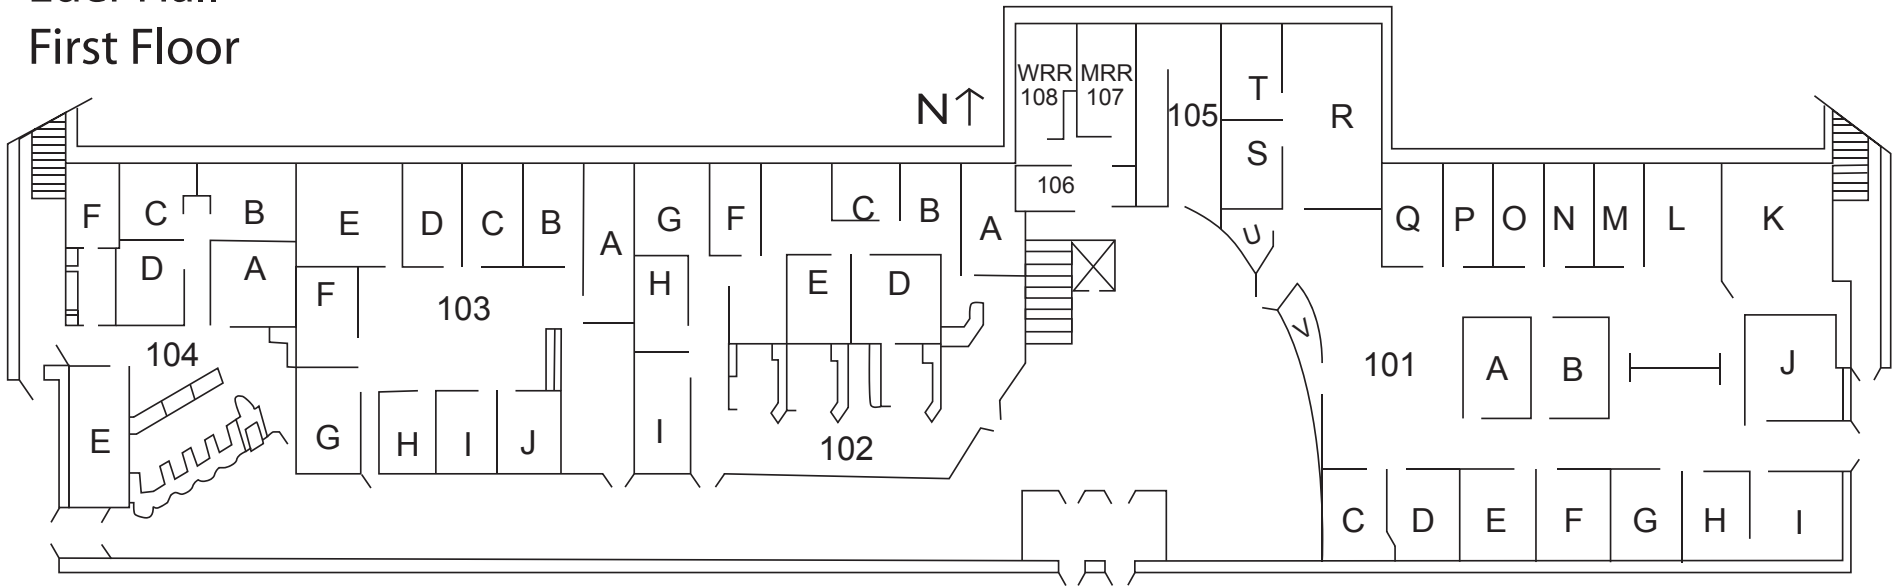 First Floor
N
WRR
108
MRR
107
105
T
S
R
106
F
C
B
D
A
E
104
E
D
C
B
A
F
103
G
H
I
J
G
F
C
B
A
H
E
D
I
102
U
V
Q
P
O
N
M
L
K
101
A
B
J
C
D
E
F
G
H
I